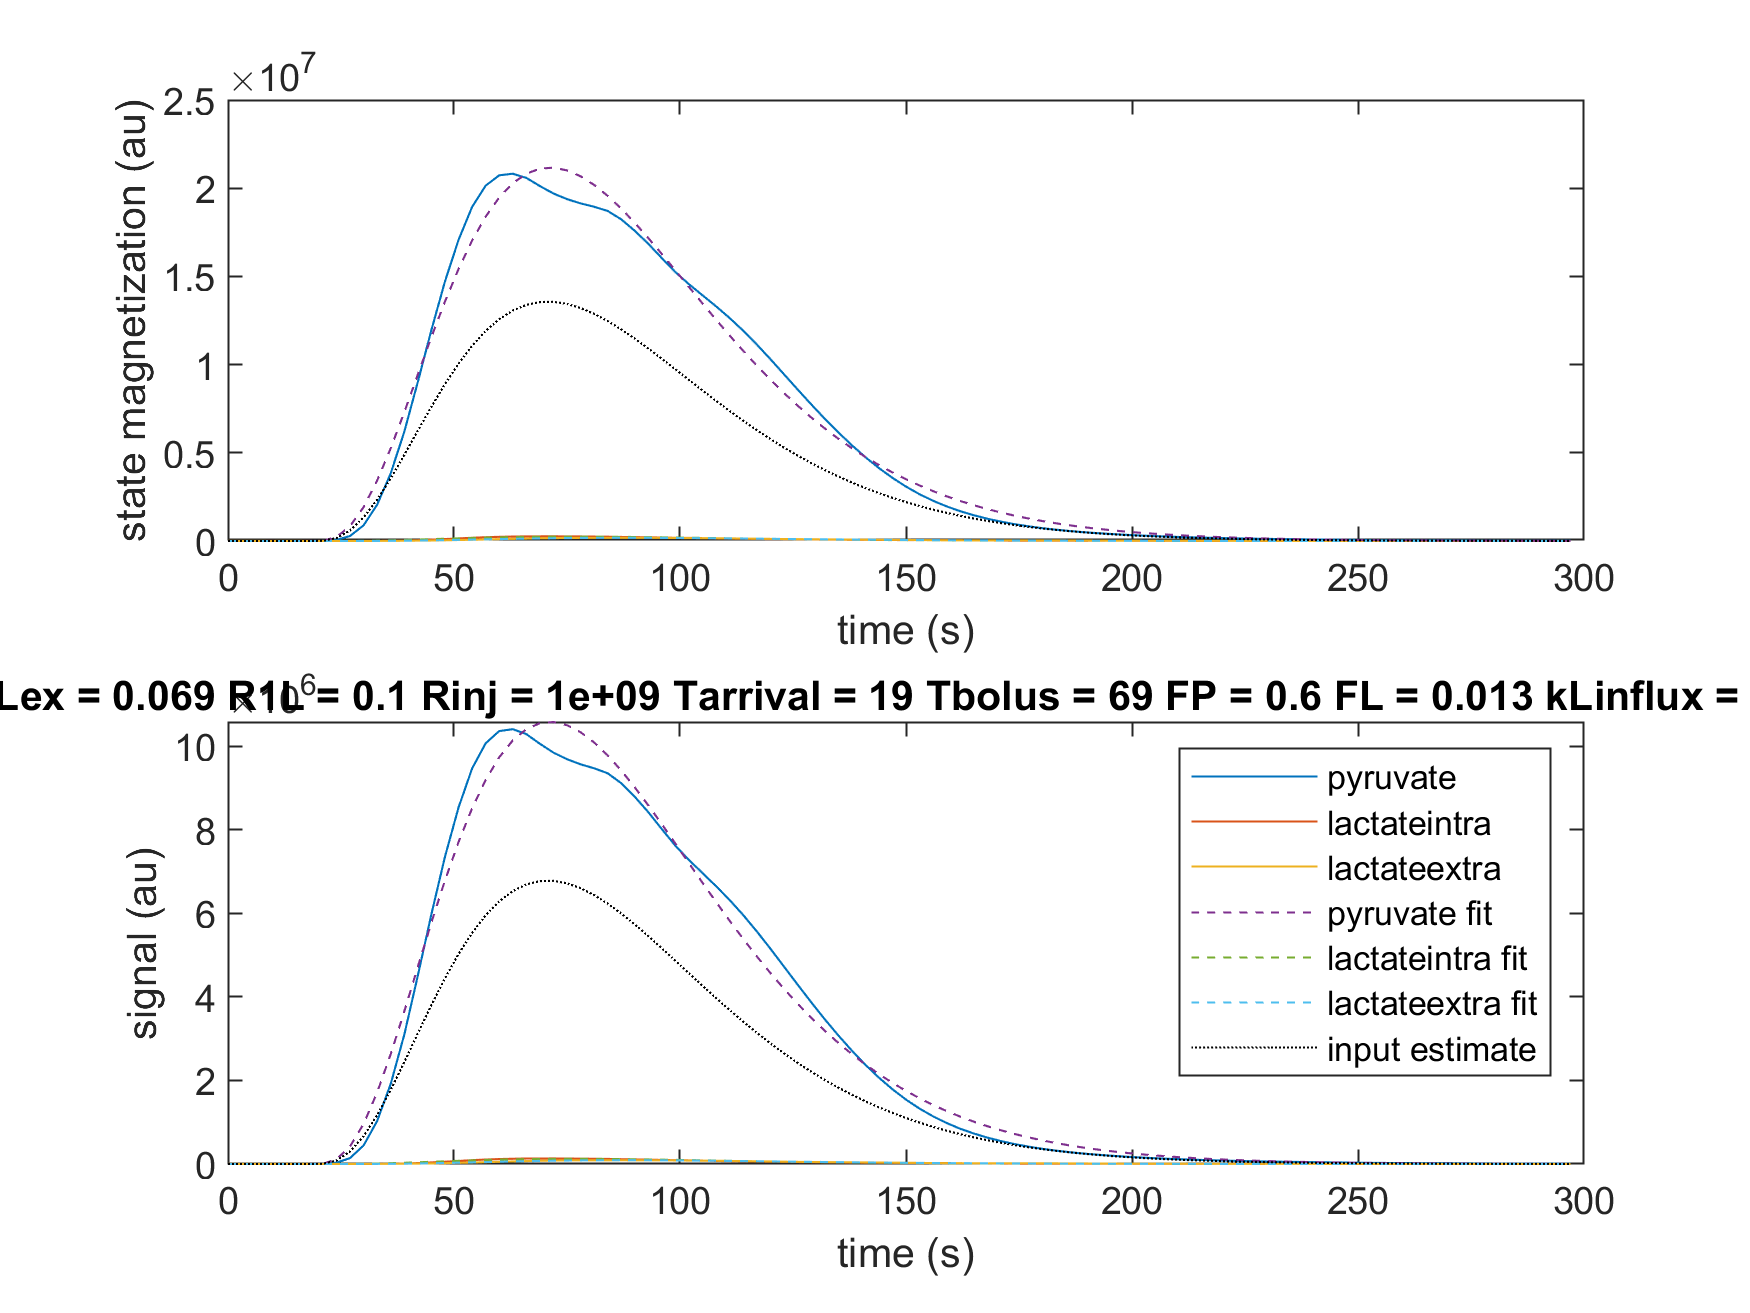 ×10^7
2.5
2
1.5
1
0.5
0
state magnetization (au)
0 50 100 150 200 250 300
time (s)
Lex = 0.069 R1L = 0.1 Rinj = 1e+09 Tarrival = 19 Tbolus = 69 FP = 0.6 FL = 0.013 kLinflux =
×10^6
10
8
6
4
2
0
signal (au)
pyruvate
lactateintra
lactateextra
pyruvate fit
lactateintra fit
lactateextra fit
input estimate
0 50 100 150 200 250 300
time (s)